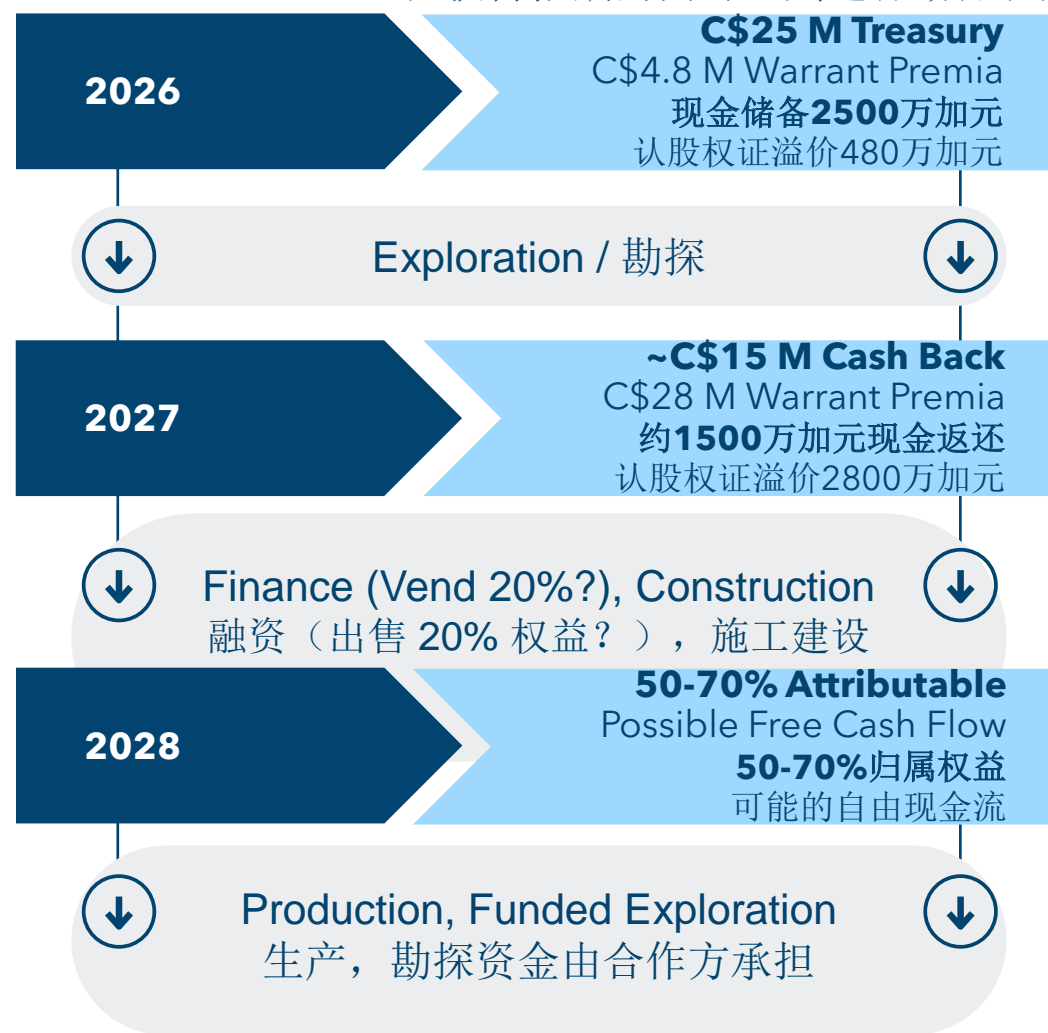 2026
C$25 M Treasury
C$4.8 M Warrant Premia
现金储备2500万加元
认股权证溢价480万加元
Exploration / 勘探
2027
~C$15 M Cash Back
C$28 M Warrant Premia
约1500万加元现金返还
认股权证溢价2800万加元
Finance (Vend 20%?), Construction
融资（出售 20% 权益？），施工建设
2028
50-70% Attributable
Possible Free Cash Flow
50-70%归属权益
可能的自由现金流
Production, Funded Exploration
生产，勘探资金由合作方承担